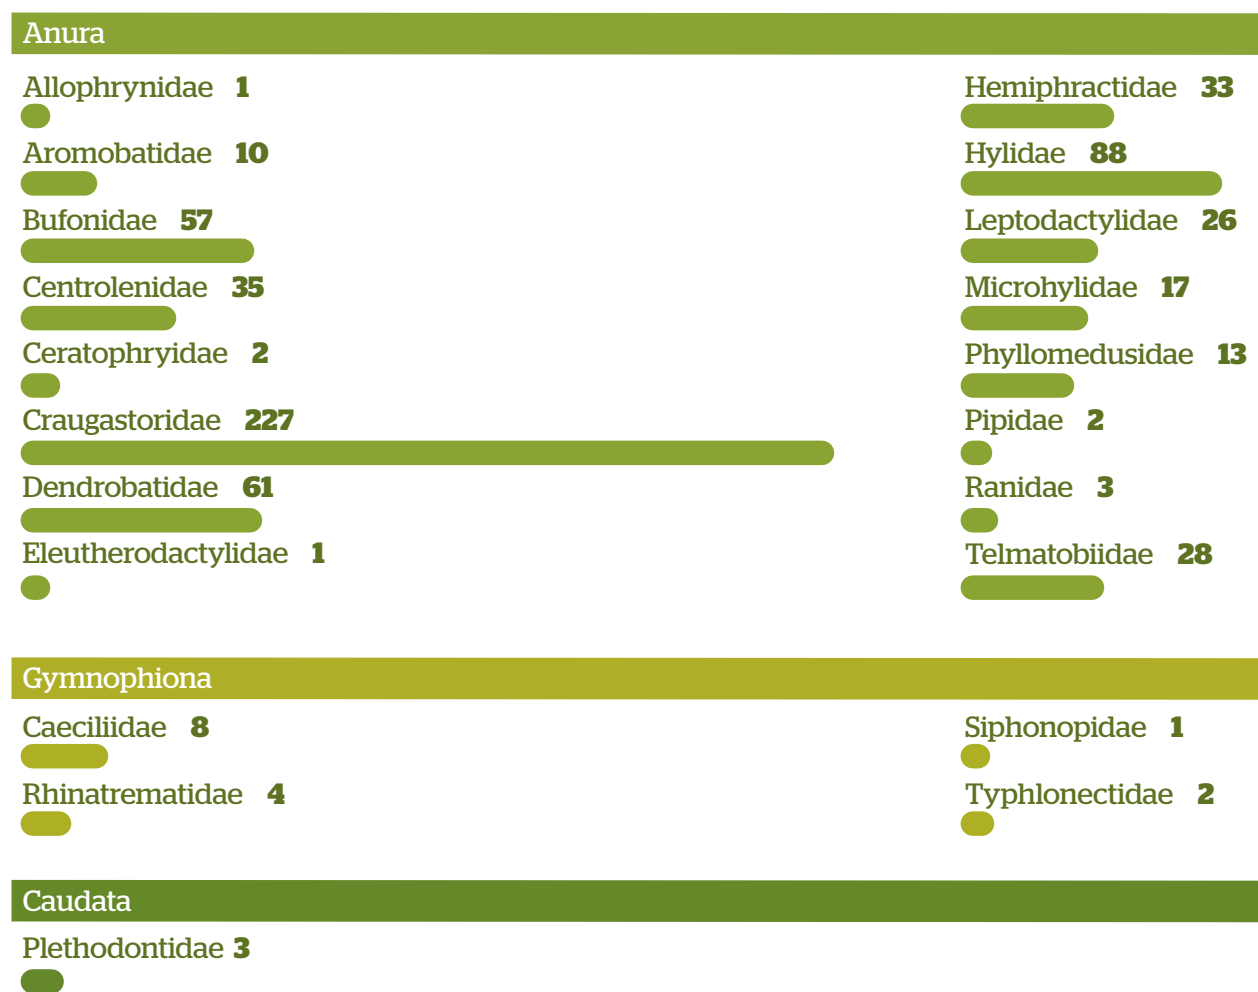 Anura
Allophrynidae 1
Aromobatidae 10
Bufonidae 57
Centrolenidae 35
Ceratophryidae 2
Craugastoridae 227
Dendrobatidae 61
Eleutherodactylidae 1
Hemiphractidae 33
Hylidae 88
Leptodactylidae 26
Microhylidae 17
Phyllomedusidae 13
Pipidae 2
Ranidae 3
Telmatobiidae 28
Gymnophiona
Caeciliidae 8
Rhinatrematidae 4
Siphonopidae 1
Typhlonectidae 2
Caudata
Plethodontidae 3